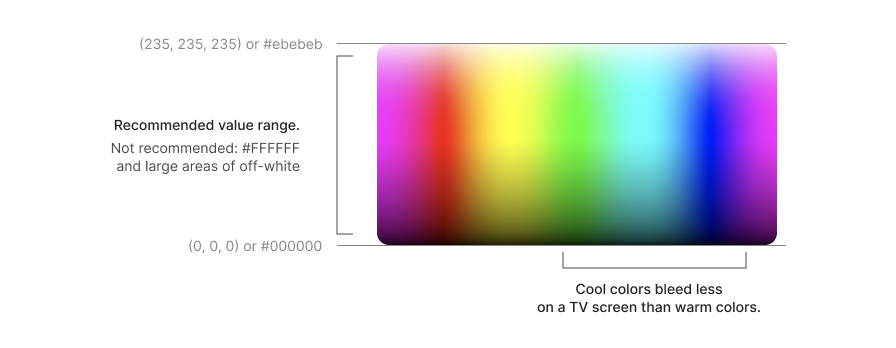 (235, 235, 235) or #ebebeb
Recommended value range.
Not recommended: #FFFFFF
and large areas of off-white
(0, 0, 0) or #000000
Cool colors bleed less
on a TV screen than warm colors.